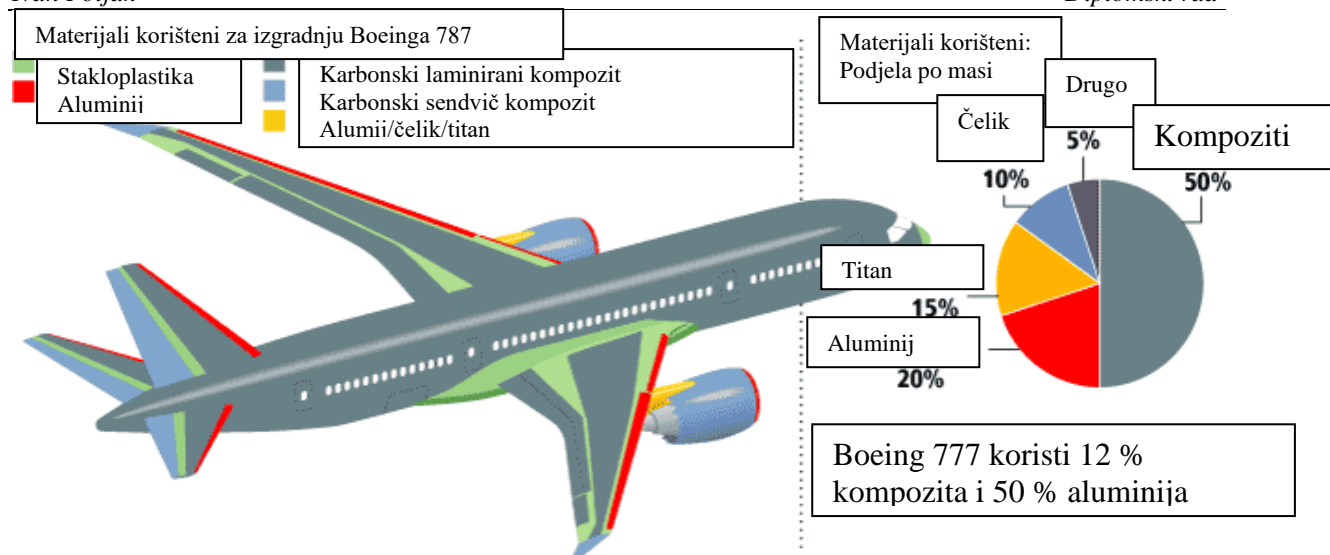 Materijali korišteni za izgradnju Boeinga 787
Stakloplastika
Aluminij
Karbonski laminirani kompozit
Karbonski sendvič kompozit
Alumii/čelik/titan
Materijali korišteni:
Podjela po masi
Drugo
5%
Čelik
10%
Kompoziti
50%
Titan
15%
Aluminij
20%
Boeing 777 koristi 12 %
kompozita i 50 % aluminija